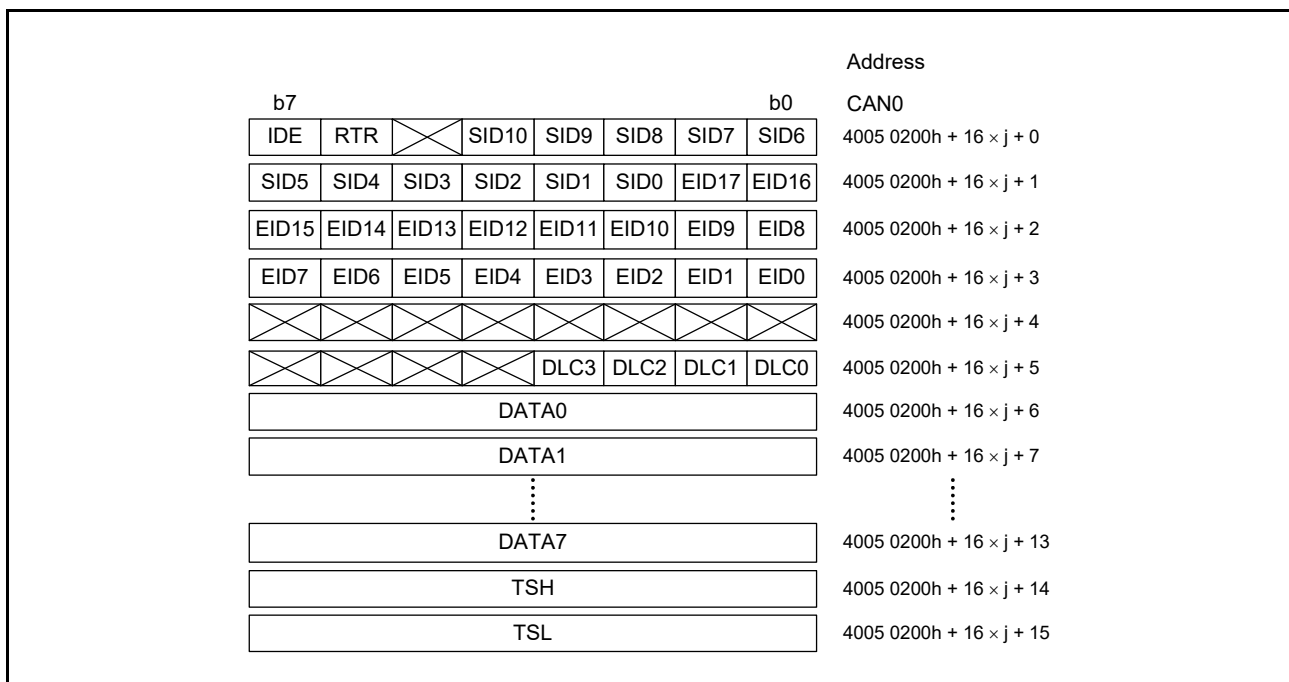 Address
b7 b0 CAN0
IDE RTR SID10 SID9 SID8 SID7 SID6 4005 0200h + 16 × j + 0
SID5 SID4 SID3 SID2 SID1 SID0 EID17 EID16 4005 0200h + 16 × j + 1
EID15 EID14 EID13 EID12 EID11 EID10 EID9 EID8 4005 0200h + 16 × j + 2
EID7 EID6 EID5 EID4 EID3 EID2 EID1 EID0 4005 0200h + 16 × j + 3
4005 0200h + 16 × j + 4
DLC3 DLC2 DLC1 DLC0 4005 0200h + 16 × j + 5
DATA0 4005 0200h + 16 × j + 6
DATA1 4005 0200h + 16 × j + 7
DATA7 4005 0200h + 16 × j + 13
TSH 4005 0200h + 16 × j + 14
TSL 4005 0200h + 16 × j + 15